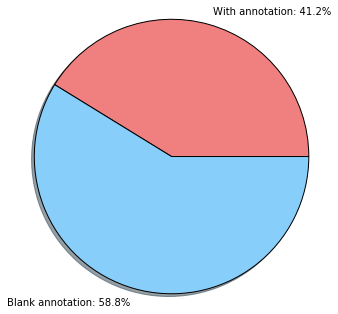 With annotation: 41.2%
Blank annotation: 58.8%